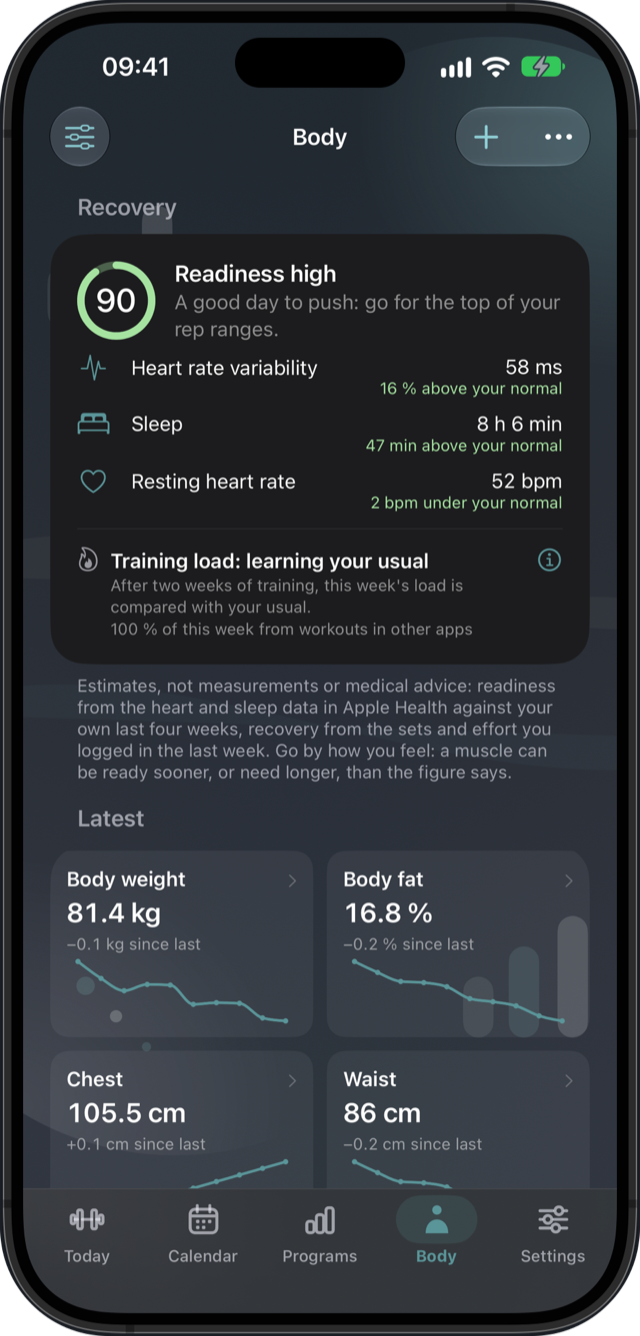 09:41
Body
Recovery
90
Readiness high
A good day to push: go for the top of your
rep ranges.
Heart rate variability
58 ms
16 % above your normal
Sleep
8 h 6 min
47 min above your normal
Resting heart rate
52 bpm
2 bpm under your normal
Training load: learning your usual
After two weeks of training, this week's load is
compared with your usual.
100 % of this week from workouts in other apps
Estimates, not measurements or medical advice: readiness
from the heart and sleep data in Apple Health against your
own last four weeks, recovery from the sets and effort you
logged in the last week. Go by how you feel: a muscle can
be ready sooner, or need longer, than the figure says.
Latest
Body weight
81.4 kg
−0.1 kg since last
Body fat
16.8 %
−0.2 % since last
Chest
105.5 cm
+0.1 cm since last
Waist
86 cm
−0.2 cm since last
Today
Calendar
Programs
Body
Settings